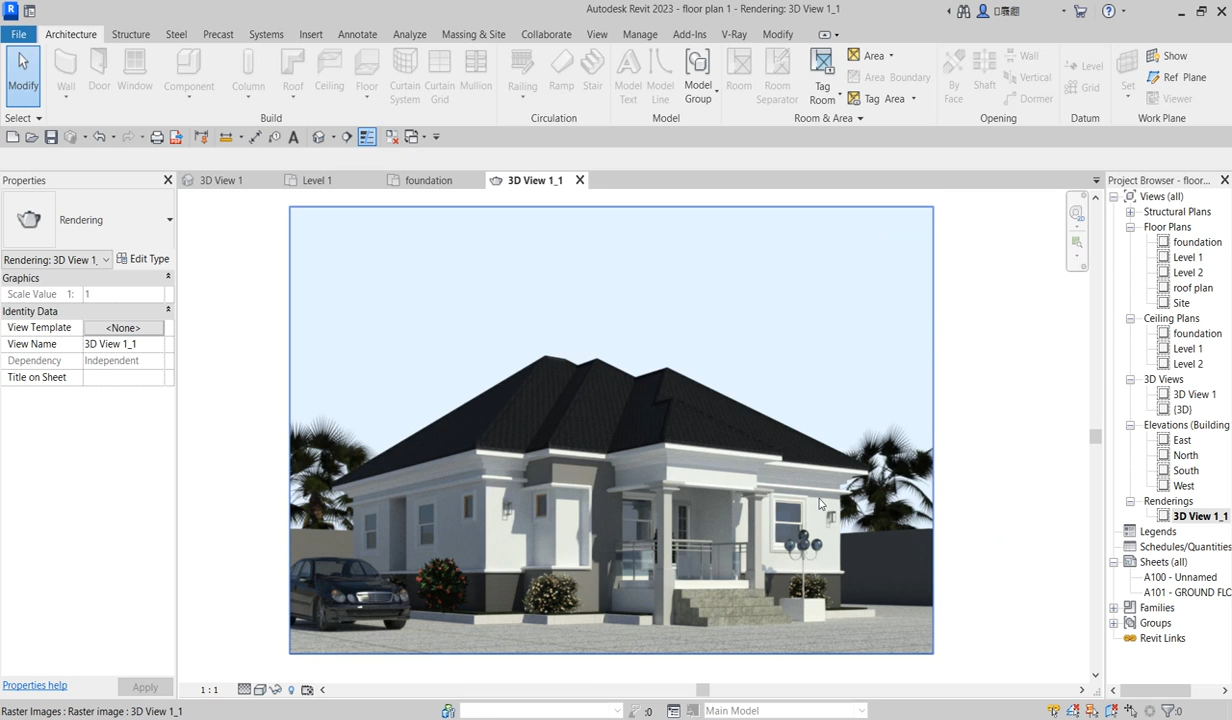 Autodesk Revit 2023 - floor plan 1 - Rendering: 3D View 1_1
File Architecture Structure Steel Precast Systems Insert Annotate Analyze Massing & Site Collaborate View Manage Add-Ins V-Ray Modify
Modify Wall Door Window Component Column Roof Ceiling Floor Curtain System Curtain Grid Mullion Railing Ramp Stair Model Text Model Line Model Group Room Room Separator Tag Room Area Area Boundary Tag Area By Face Shaft Wall Vertical Dormer Level Grid Set Show Ref Plane Viewer
Select Build Circulation Model Room & Area Opening Datum Work Plane
Properties
3D View 1 Level 1 foundation 3D View 1_1
Project Browser - floor...
Rendering
Rendering: 3D View 1_ Edit Type
Graphics
Scale Value 1: 1
Identity Data
View Template <None>
View Name 3D View 1_1
Dependency Independent
Title on Sheet
Views (all)
Structural Plans
Floor Plans
foundation
Level 1
Level 2
roof plan
Site
Ceiling Plans
foundation
Level 1
Level 2
3D Views
3D View 1
{3D}
Elevations (Building
East
North
South
West
Renderings
3D View 1_1
Legends
Schedules/Quantities
Sheets (all)
A100 - Unnamed
A101 - GROUND FLO
Families
Groups
Revit Links
Properties help Apply
1 : 1
Raster Images : Raster image : 3D View 1_1
:0
Main Model
:0